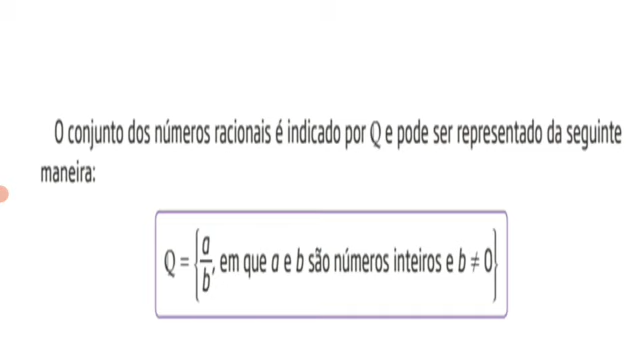 O conjunto dos números racionais é indicado por ℚ e pode ser representado da seguinte
maneira:
ℚ = {a/b, em que a e b são números inteiros e b ≠ 0}